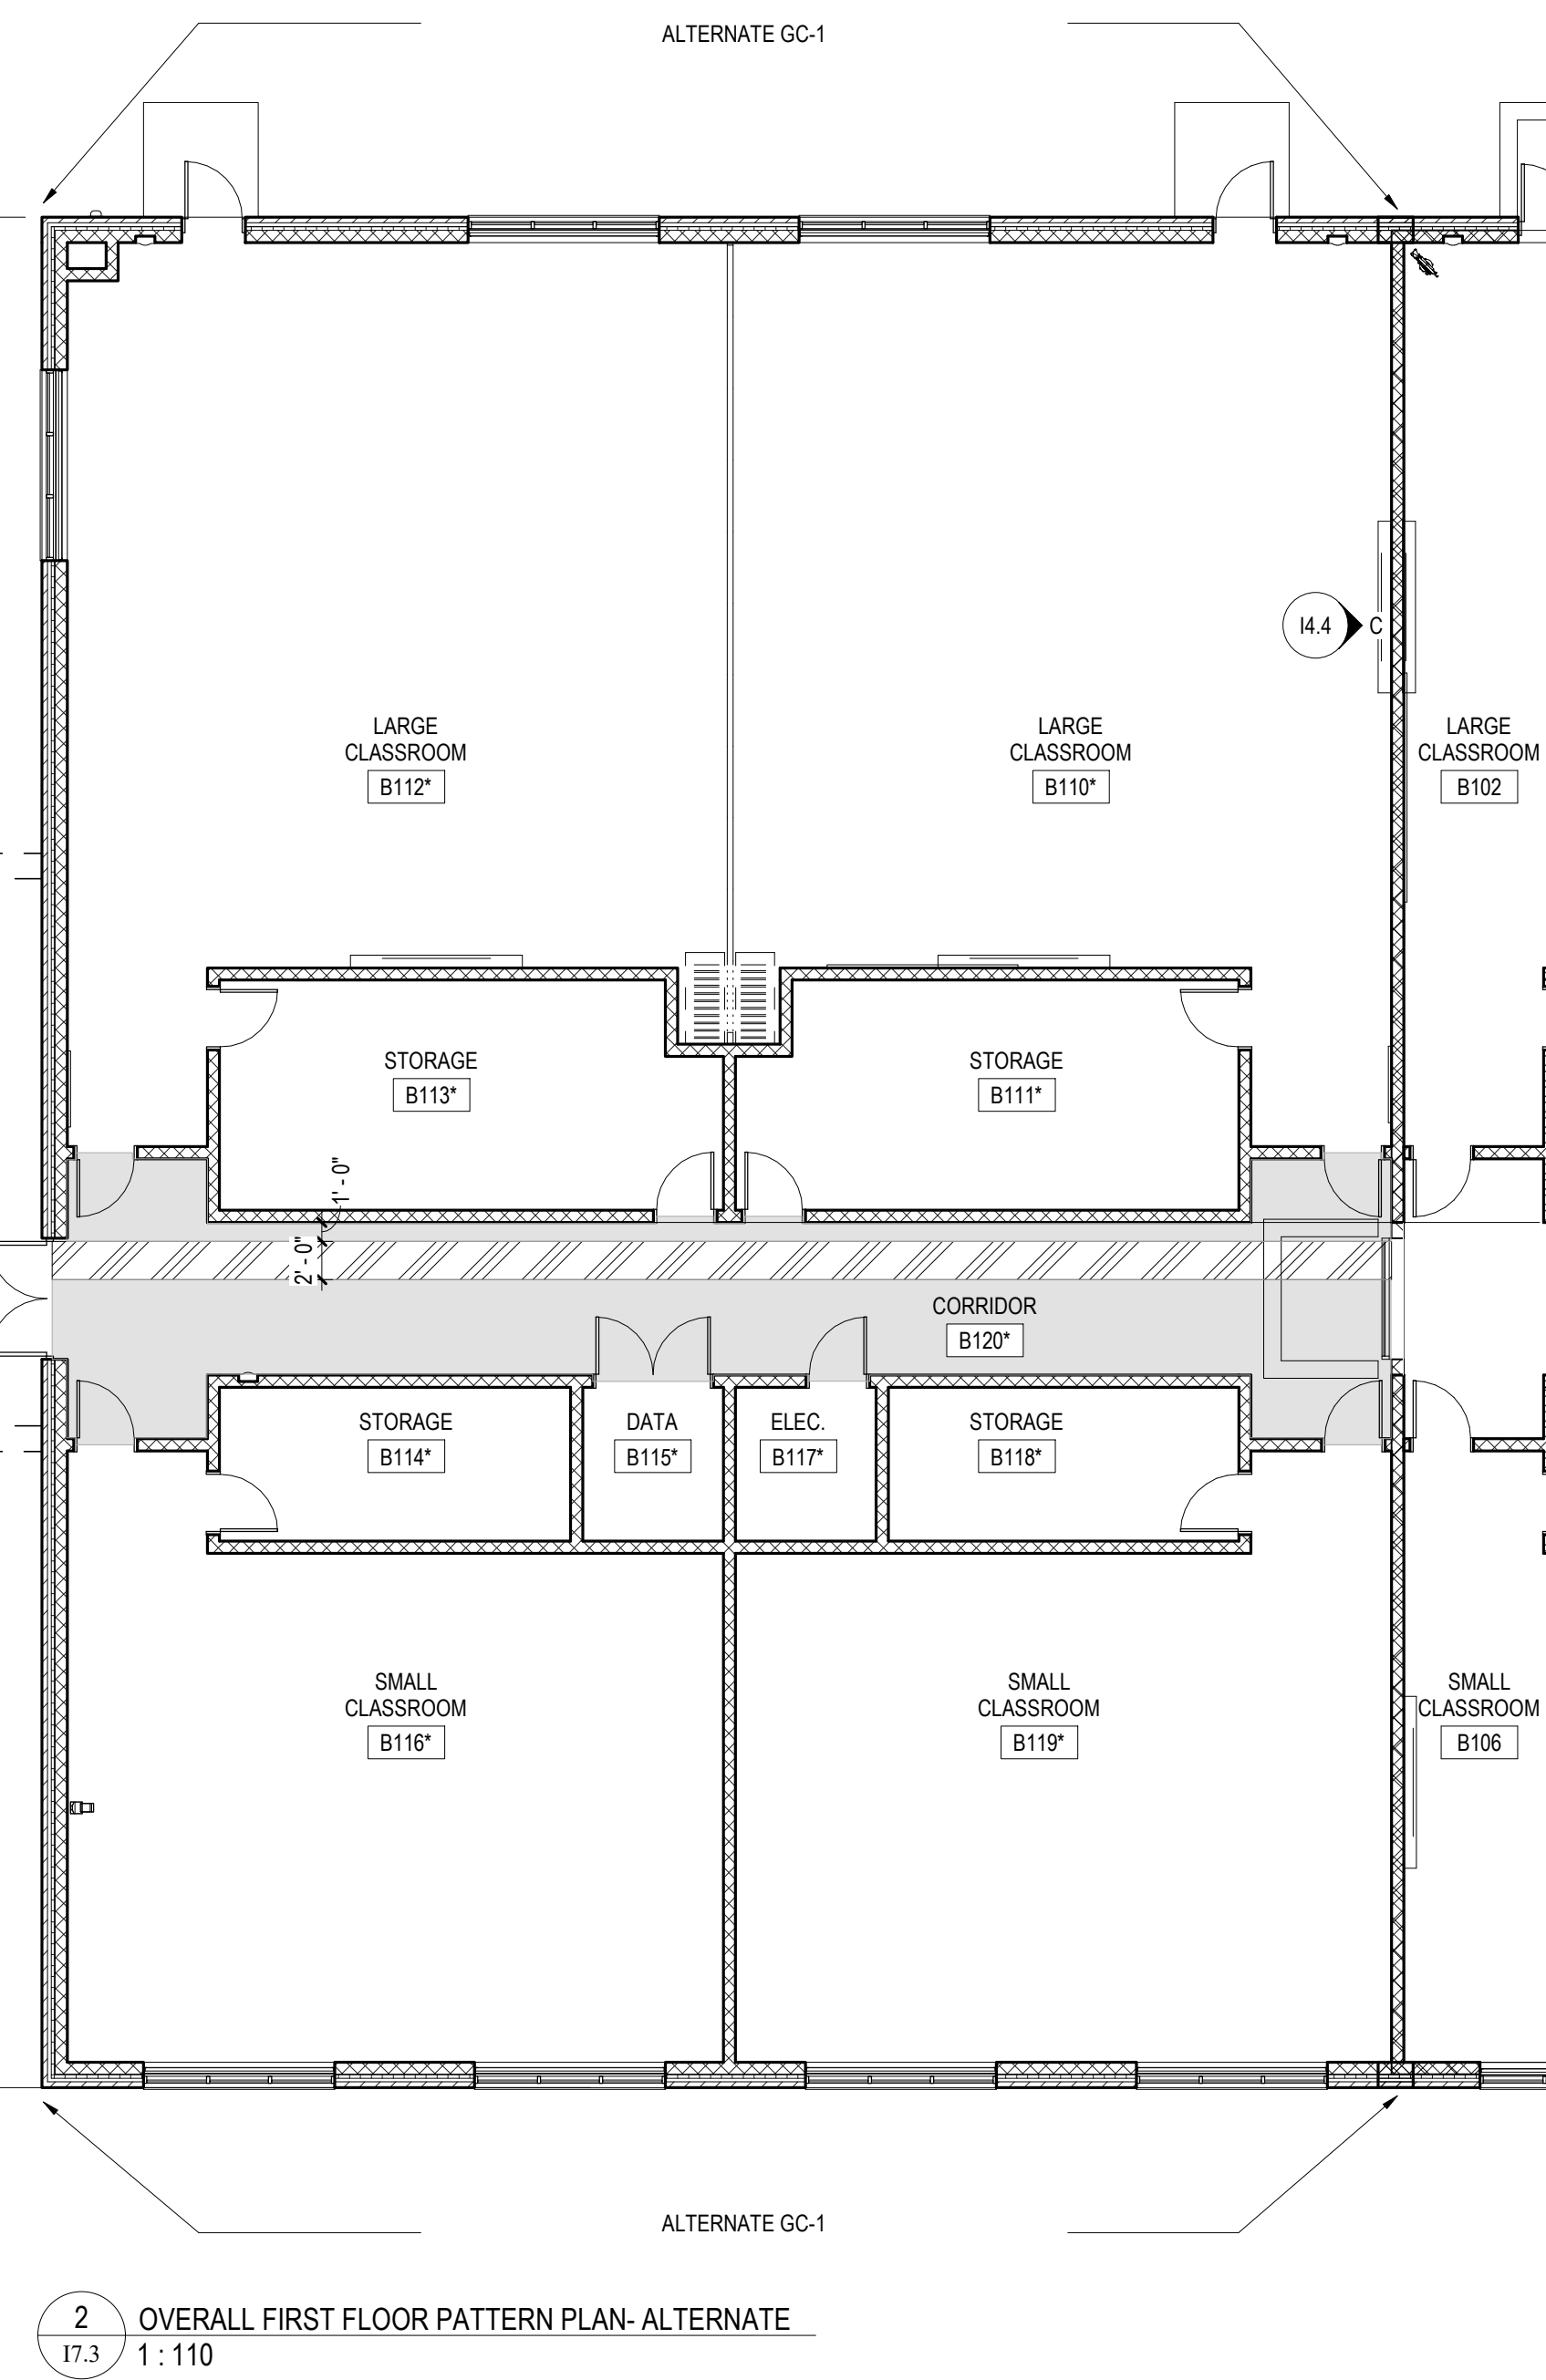 ALTERNATE GC-1
I4.4
C
LARGE
CLASSROOM
B112*
LARGE
CLASSROOM
B110*
LARGE
CLASSROOM
B102
STORAGE
B113*
STORAGE
B111*
1' - 0"
2' - 0"
CORRIDOR
B120*
STORAGE
B114*
DATA
B115*
ELEC.
B117*
STORAGE
B118*
SMALL
CLASSROOM
B116*
SMALL
CLASSROOM
B119*
SMALL
CLASSROOM
B106
ALTERNATE GC-1
2
I7.3
OVERALL FIRST FLOOR PATTERN PLAN- ALTERNATE
1 : 110